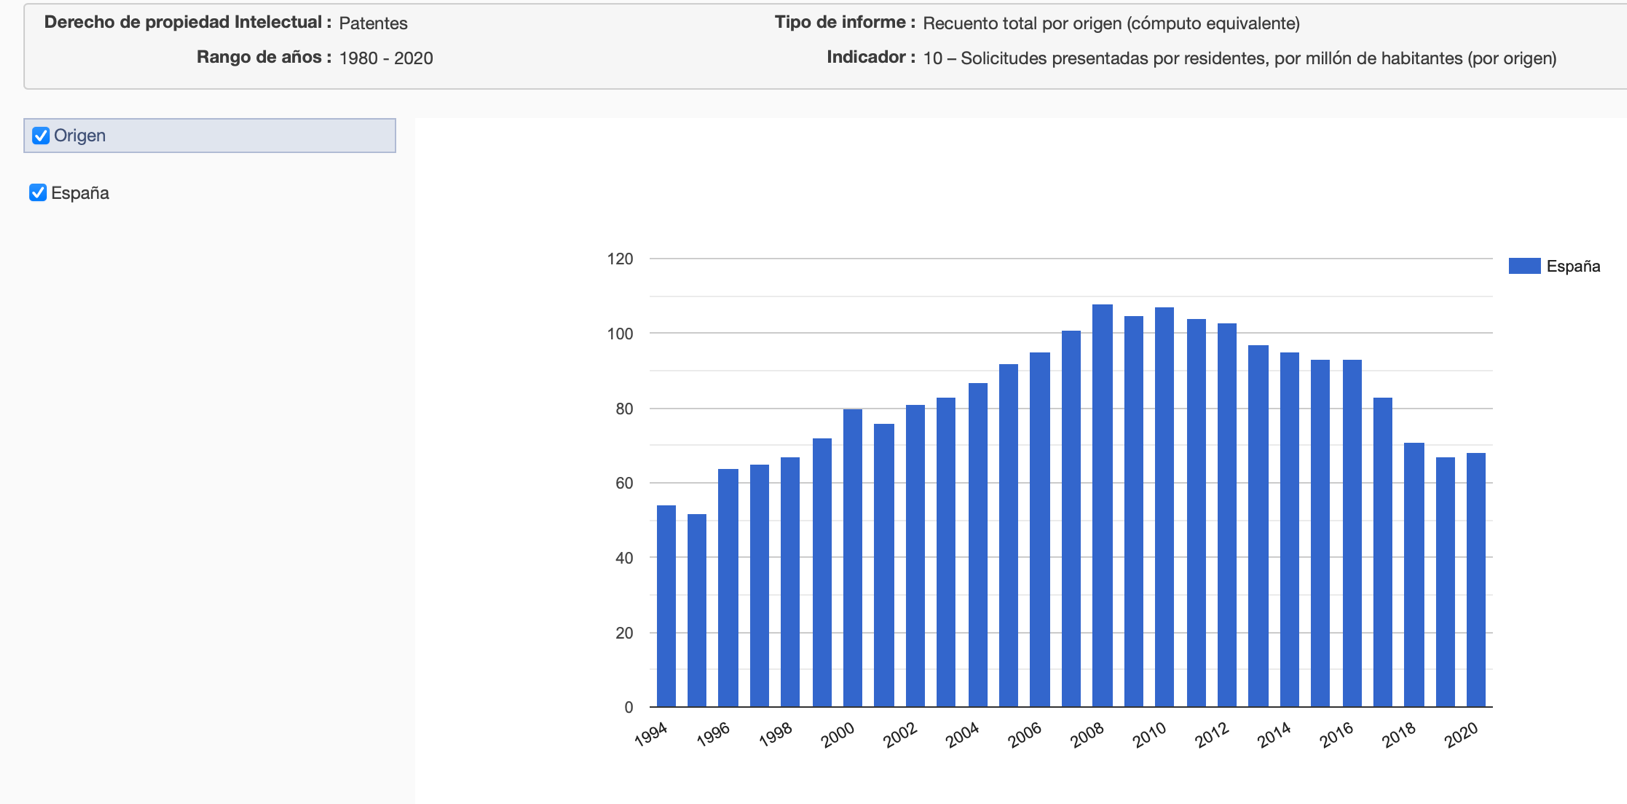 Derecho de propiedad Intelectual : Patentes
Tipo de informe : Recuento total por origen (cómputo equivalente)
Rango de años : 1980 - 2020
Indicador : 10 – Solicitudes presentadas por residentes, por millón de habitantes (por origen)
Origen
España
120
100
80
60
40
20
0
1994 1996 1998 2000 2002 2004 2006 2008 2010 2012 2014 2016 2018 2020
España